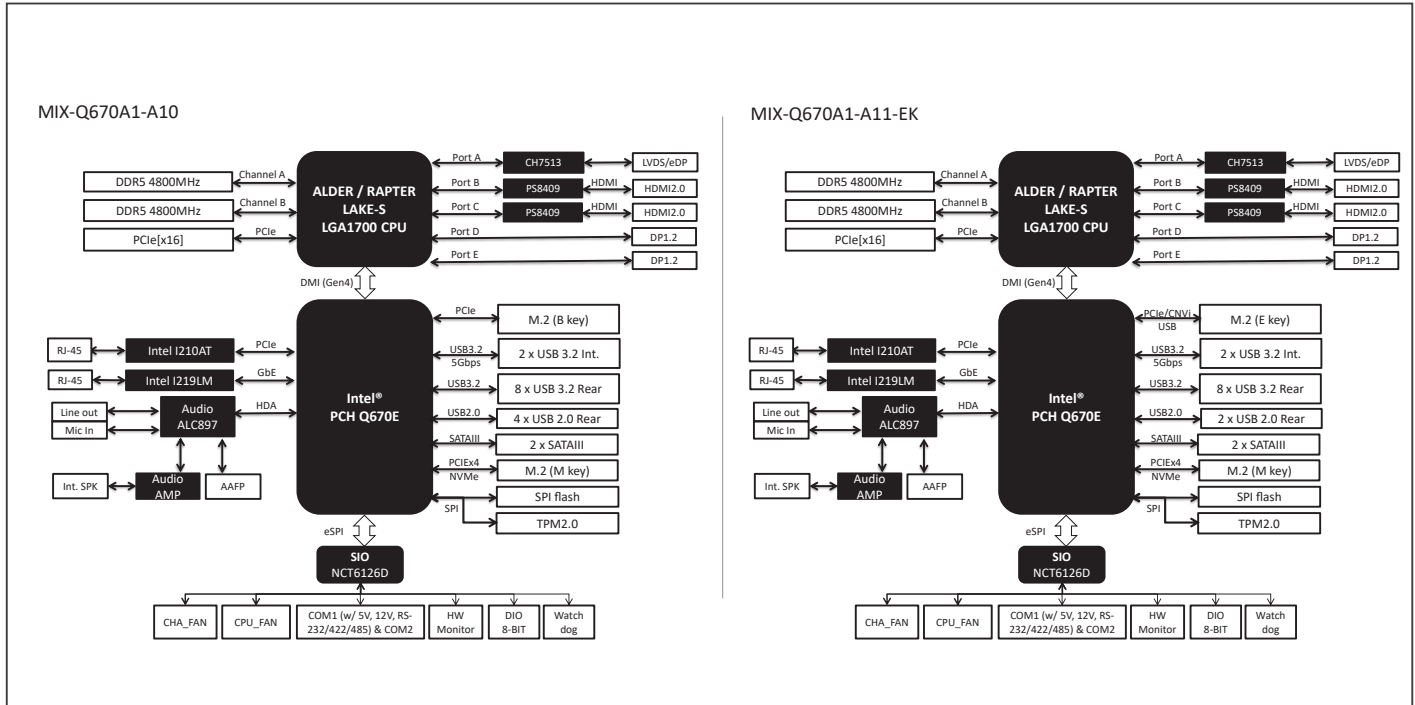 MIX-Q670A1-A10
ALDER / RAPTER
LAKE-S
LGA1700 CPU
DDR5 4800MHz
Channel A
DDR5 4800MHz
Channel B
PCIe[x16]
PCIe
Port A
CH7513
LVDS/eDP
Port B
PS8409
HDMI
HDMI2.0
Port C
PS8409
HDMI
HDMI2.0
Port D
DP1.2
Port E
DP1.2
DMI (Gen4)
Intel®
PCH Q670E
RJ-45
Intel I210AT
PCIe
RJ-45
Intel I219LM
GbE
Line out
Mic In
Audio
ALC897
HDA
Int. SPK
Audio
AMP
AAFP
PCIe
M.2 (B key)
USB3.2
5Gbps
2 x USB 3.2 Int.
USB3.2
8 x USB 3.2 Rear
USB2.0
4 x USB 2.0 Rear
SATAIII
2 x SATAIII
PCIEx4
NVMe
M.2 (M key)
SPI
SPI flash
TPM2.0
eSPI
SIO
NCT6126D
CHA_FAN
CPU_FAN
COM1 (w/ 5V, 12V, RS-
232/422/485) & COM2
HW
Monitor
DIO
8-BIT
Watch
dog
MIX-Q670A1-A11-EK
ALDER / RAPTER
LAKE-S
LGA1700 CPU
DDR5 4800MHz
Channel A
DDR5 4800MHz
Channel B
PCIe[x16]
PCIe
Port A
CH7513
LVDS/eDP
Port B
PS8409
HDMI
HDMI2.0
Port C
PS8409
HDMI
HDMI2.0
Port D
DP1.2
Port E
DP1.2
DMI (Gen4)
Intel®
PCH Q670E
RJ-45
Intel I210AT
PCIe
RJ-45
Intel I219LM
GbE
Line out
Mic In
Audio
ALC897
HDA
Int. SPK
Audio
AMP
AAFP
PCIe/CNVi
USB
M.2 (E key)
USB3.2
5Gbps
2 x USB 3.2 Int.
USB3.2
8 x USB 3.2 Rear
USB2.0
2 x USB 2.0 Rear
SATAIII
2 x SATAIII
PCIEx4
NVMe
M.2 (M key)
SPI
SPI flash
TPM2.0
eSPI
SIO
NCT6126D
CHA_FAN
CPU_FAN
COM1 (w/ 5V, 12V, RS-
232/422/485) & COM2
HW
Monitor
DIO
8-BIT
Watch
dog